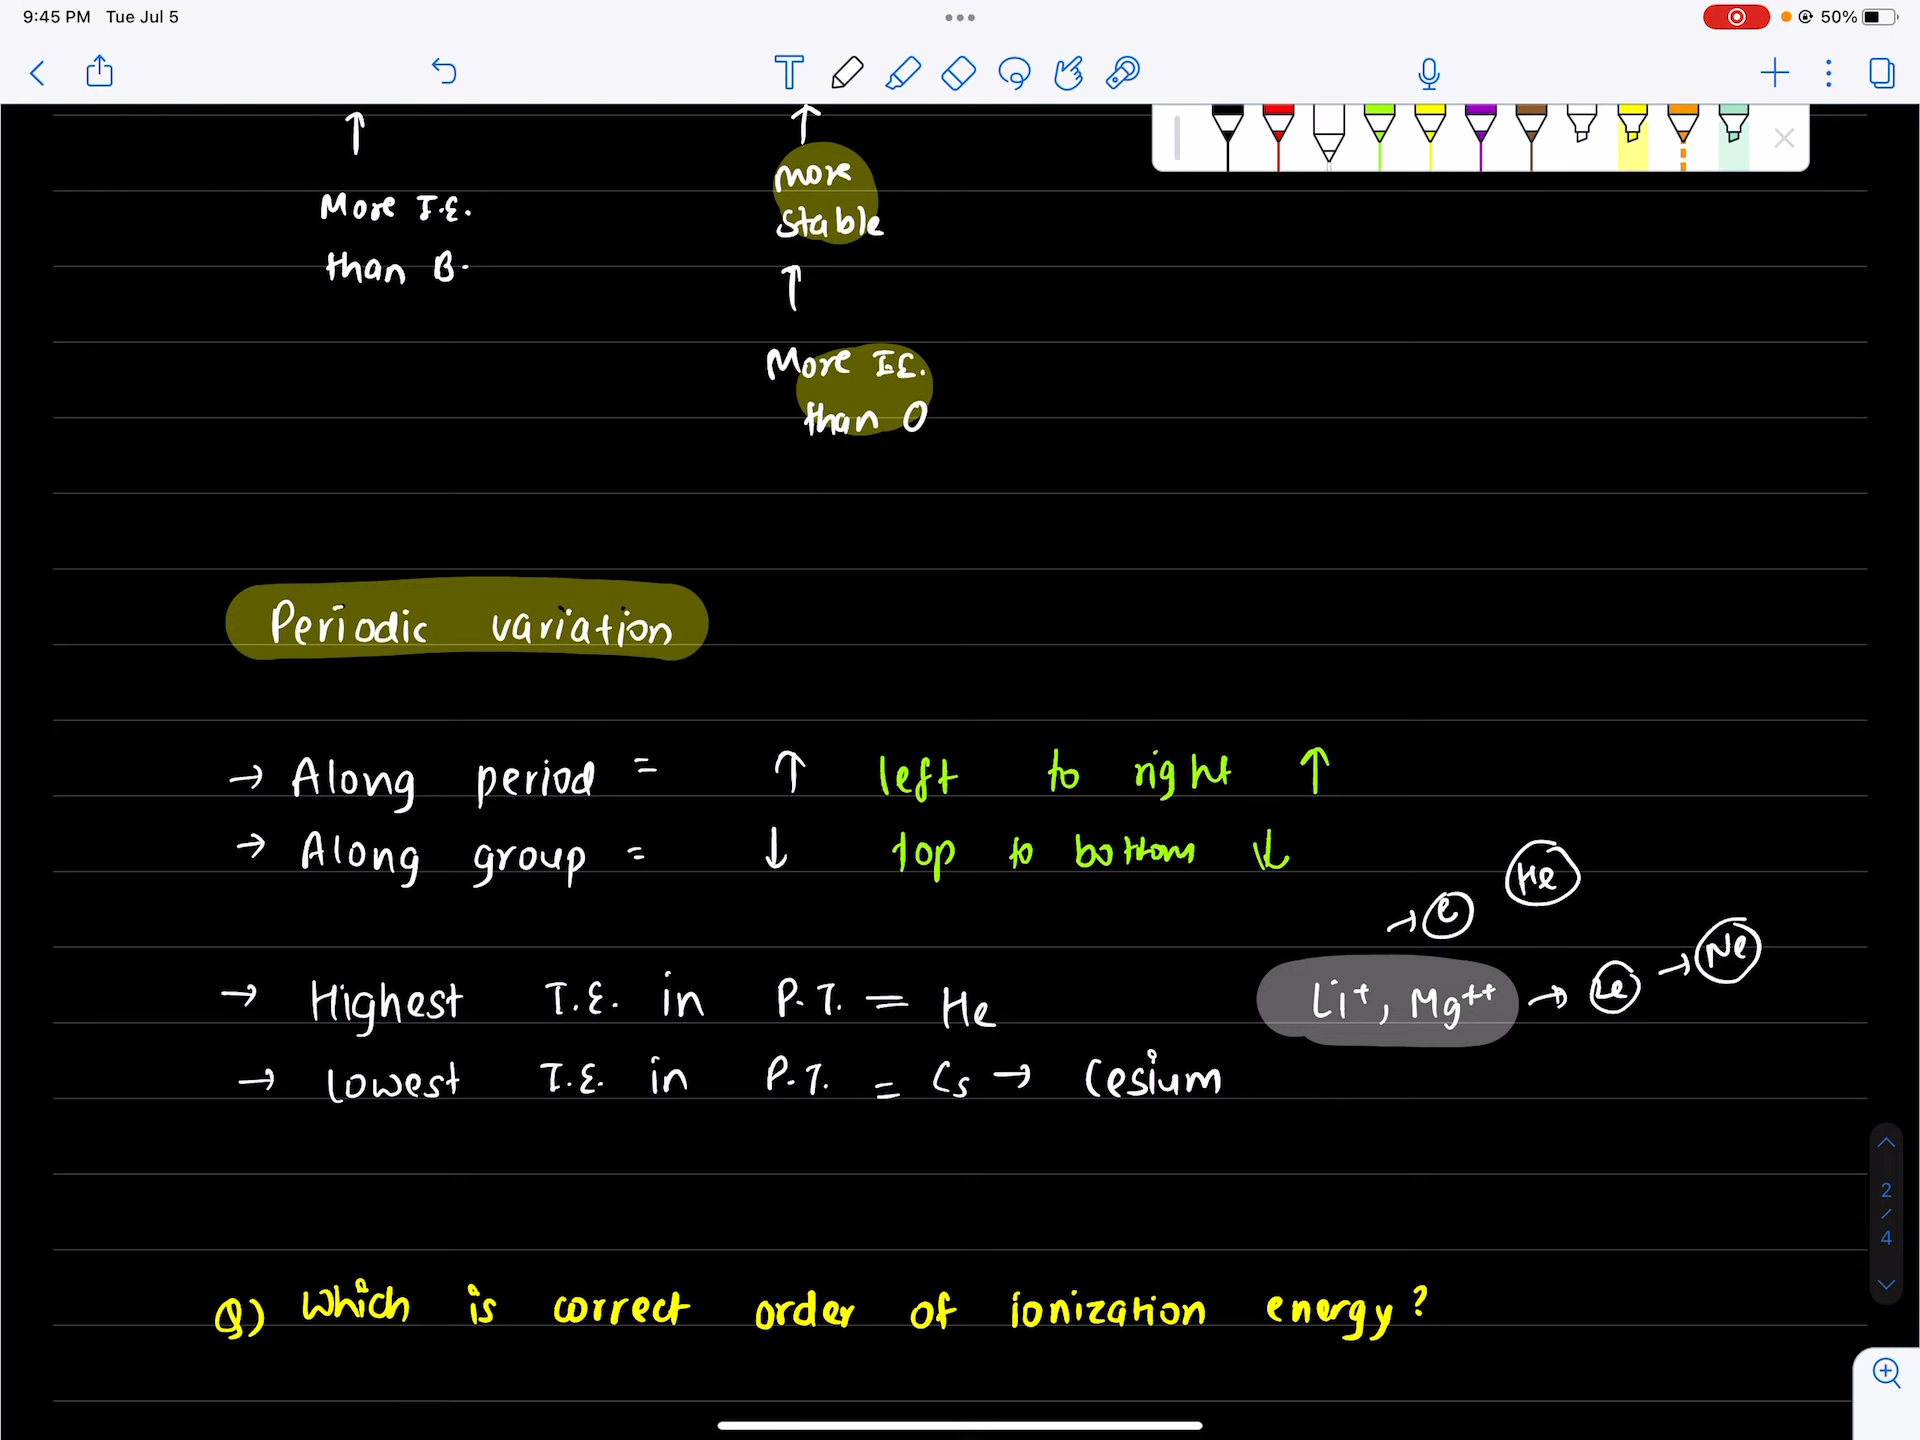 9:45 PM Tue Jul 5
50%
T
More I.E.
than B.
more
stable
More I.E.
than O
Periodic variation
→ Along period = ↑ left to right ↑
→ Along group = ↓ top to bottom ↓
He
→ e
Ne
→ Highest I.E. in P.T. = He
Li⁺, Mg⁺⁺ →
→ Lowest I.E. in P.T. = Cs → Cesium
2
/
4
Q) Which is correct order of ionization energy?